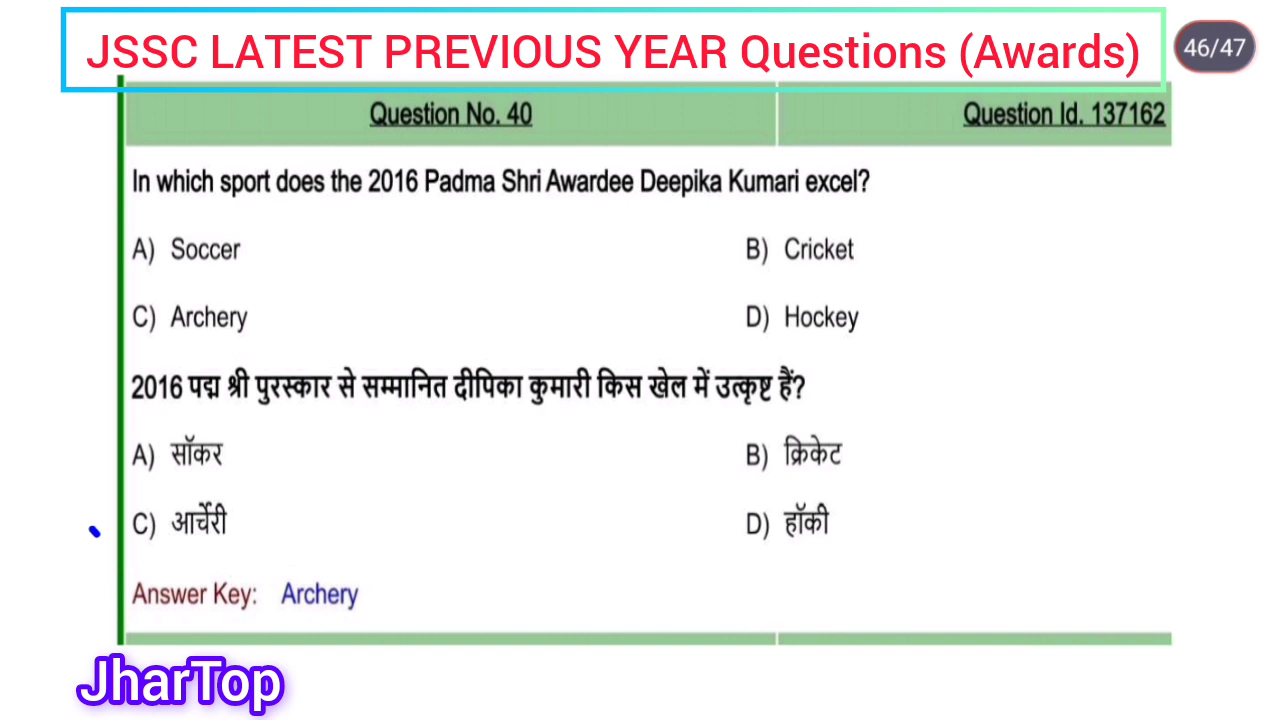 JSSC LATEST PREVIOUS YEAR Questions (Awards)
46/47
Question No. 40 Question Id. 137162
In which sport does the 2016 Padma Shri Awardee Deepika Kumari excel?
A) Soccer B) Cricket
C) Archery D) Hockey
2016 पद्म श्री पुरस्कार से सम्मानित दीपिका कुमारी किस खेल में उत्कृष्ट हैं?
A) सॉकर B) क्रिकेट
C) आर्चेरी D) हॉकी
Answer Key: Archery
JharTop